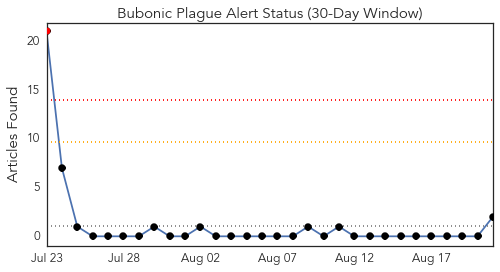 Bubonic Plague Alert Status (30-Day Window)
Articles Found
20
15
10
5
0
Jul 23 Jul 28 Aug 02 Aug 07 Aug 12 Aug 17